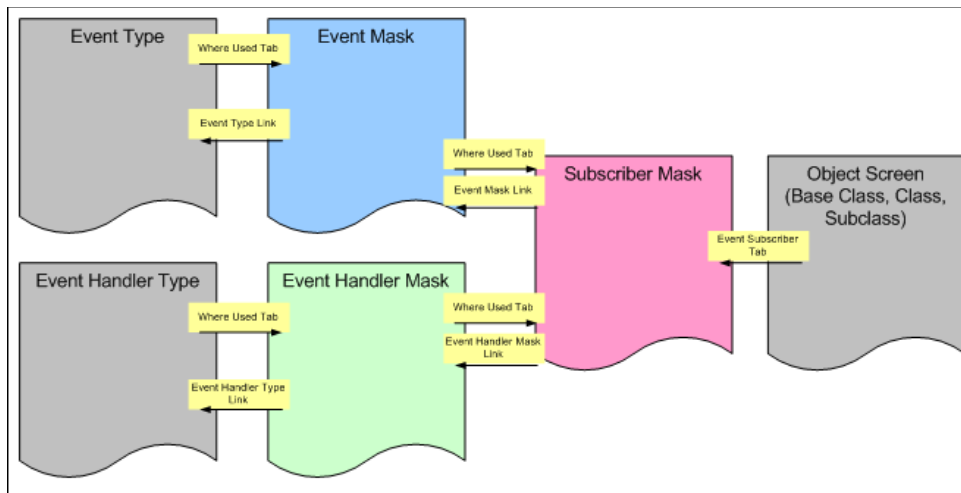 Event Type
Where Used Tab
Event Type Link
Event Mask
Where Used Tab
Event Mask Link
Subscriber Mask
Object Screen
(Base Class, Class,
Subclass)
Event Subscriber
Tab
Event Handler Type
Where Used Tab
Event Handler Type
Link
Event Handler Mask
Where Used Tab
Event Handler Mask
Link